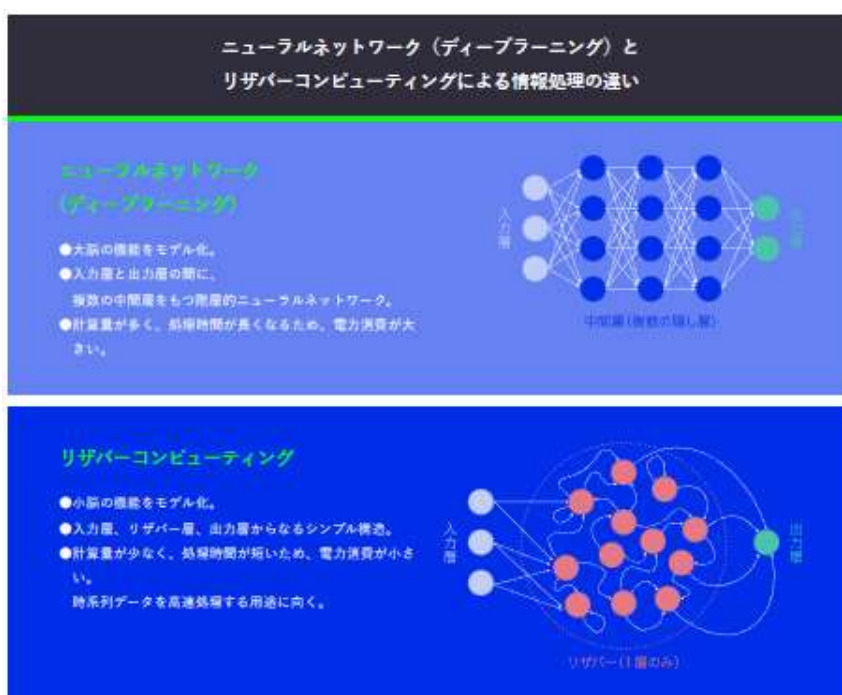 ニューラルネットワーク（ディープラーニング）と
リザバーコンピューティングによる情報処理の違い
ニューラルネットワーク
（ディープラーニング）
●大脳の機能をモデル化。
●入力層と出力層の間に、
複数の中間層をもつ階層的ニューラルネットワーク。
●計算量が多く、処理時間が長くなるため、電力消費が大
きい。
入力層
出力層
中間層（複数の隠し層）
リザバーコンピューティング
●小脳の機能をモデル化。
●入力層、リザバー層、出力層からなるシンプル構造。
●計算量が少なく、処理時間が短いため、電力消費が小さ
い。
時系列データを高速処理する用途に向く。
入力層
出力層
リザバー（1層のみ）